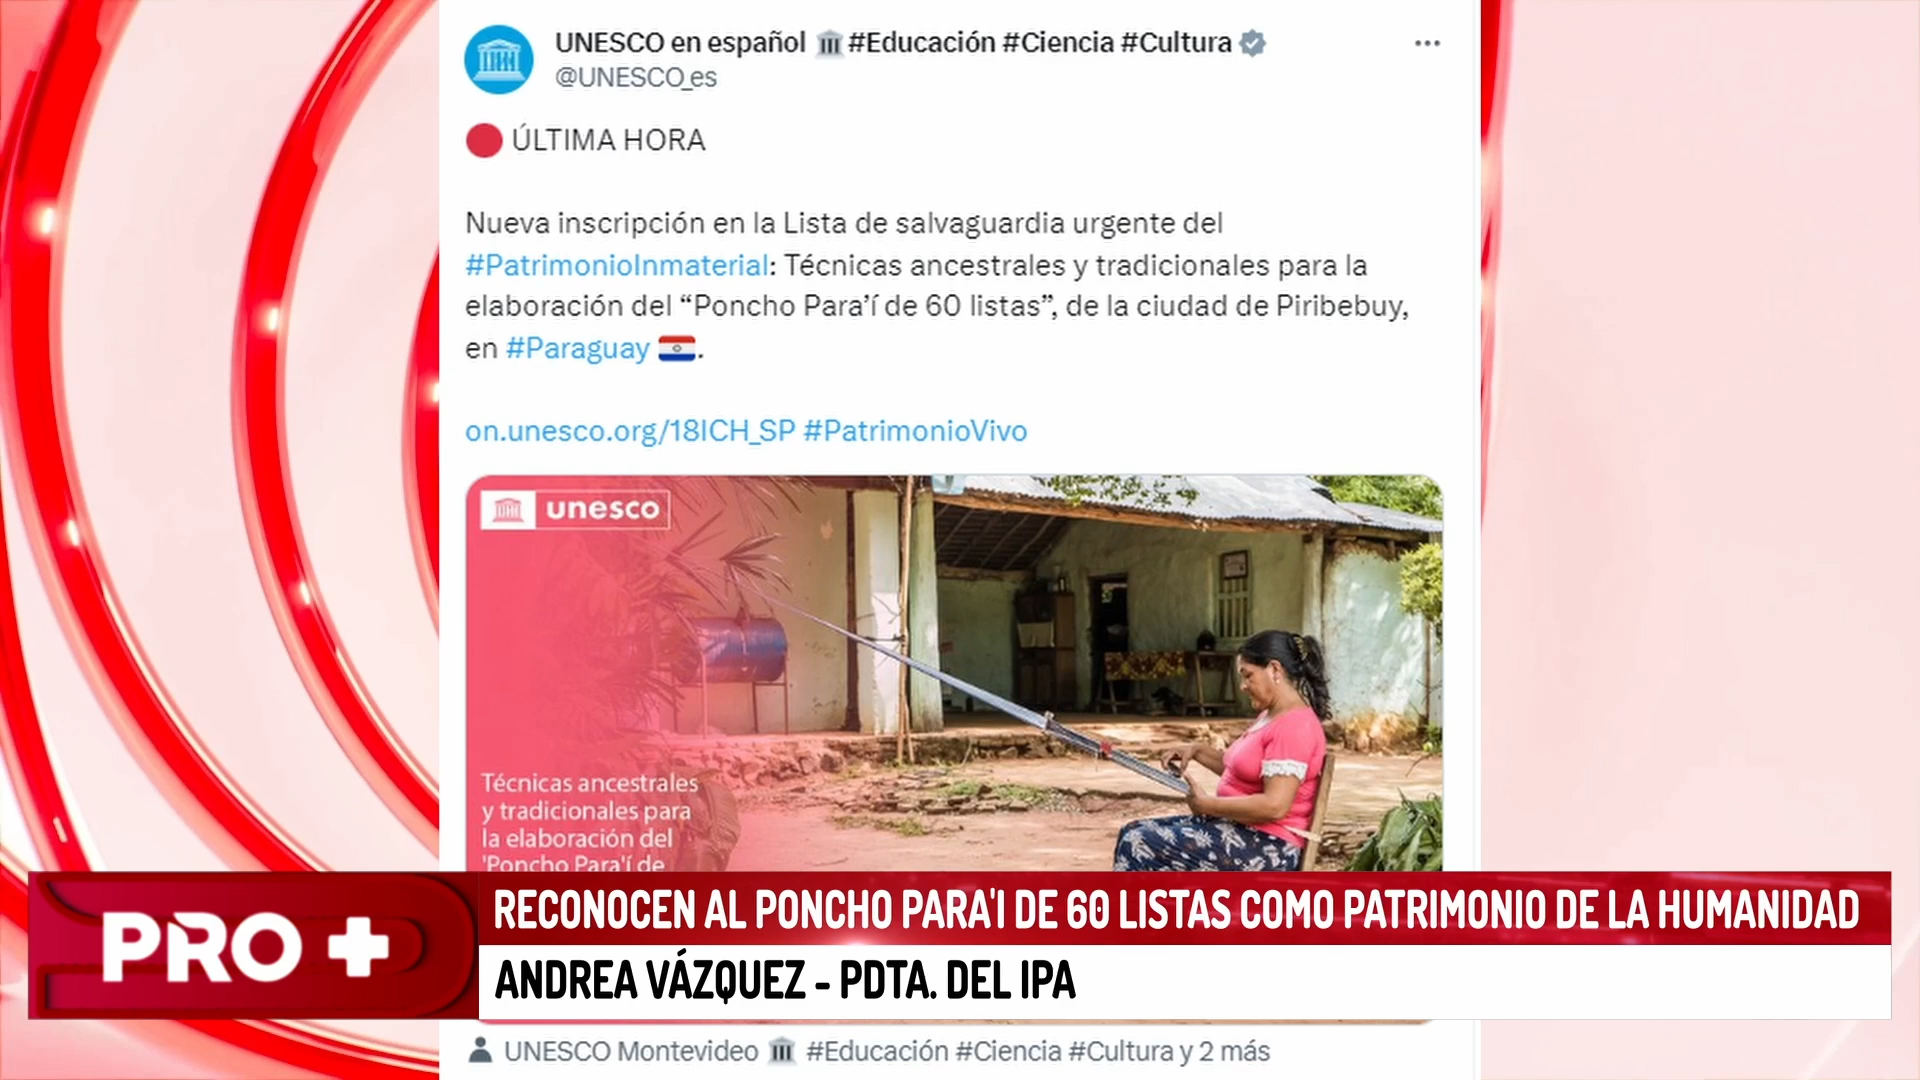 UNESCO en español 🏛️ #Educación #Ciencia #Cultura
@UNESCO_es
🔴 ÚLTIMA HORA
Nueva inscripción en la Lista de salvaguardia urgente del
#PatrimonioInmaterial: Técnicas ancestrales y tradicionales para la
elaboración del “Poncho Para’í de 60 listas”, de la ciudad de Piribebuy,
en #Paraguay 🇵🇾.
on.unesco.org/18ICH_SP #PatrimonioVivo
unesco
Técnicas ancestrales
y tradicionales para
la elaboración del
'Poncho Para'í de
PRO +
RECONOCEN AL PONCHO PARA'I DE 60 LISTAS COMO PATRIMONIO DE LA HUMANIDAD
ANDREA VÁZQUEZ - PDTA. DEL IPA
UNESCO Montevideo 🏛️ #Educación #Ciencia #Cultura y 2 más